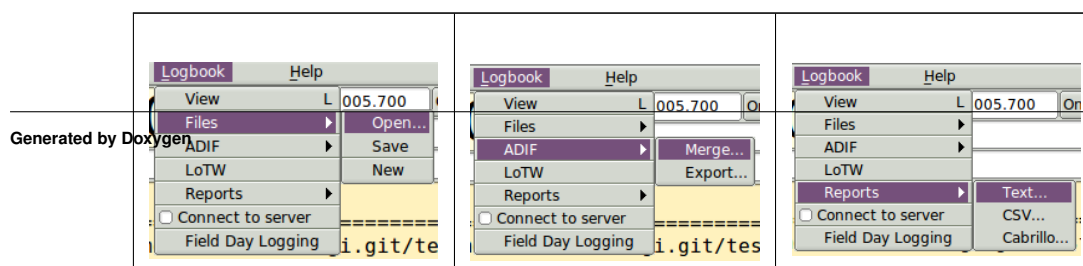 Logbook Help
View L 005.700
Files Open...
ADIF Save
LoTW New
Reports
Connect to server
Field Day Logging i.git/te
Logbook Help
View L 005.700 On
Files
ADIF Merge...
LoTW Export...
Reports
Connect to server
Field Day Logging i.git/tes
Logbook Help
View L 005.700 On
Files
ADIF
LoTW
Reports Text...
Connect to server CSV...
Field Day Logging Cabrillo...
Generated by Doxygen